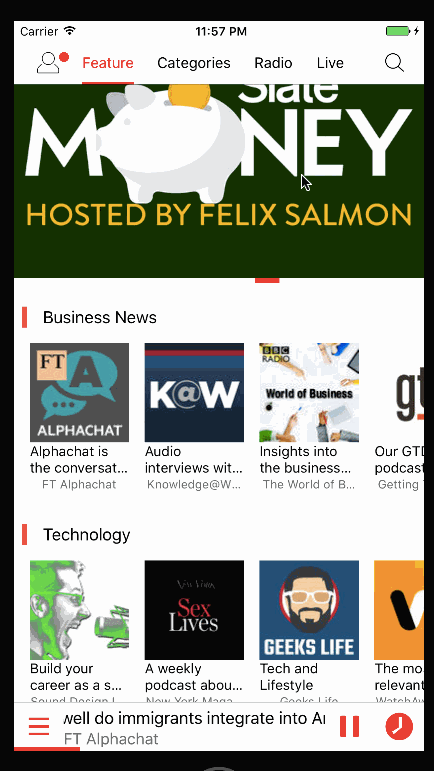 Carrier 11:57 PM
Feature Categories Radio Live
Slate
MONEY
HOSTED BY FELIX SALMON
Business News
FT A
ALPHACHAT
K@W
BBC
RADIO
World of Business
gt
Alphachat is
the conversat...
FT Alphachat
Audio
interviews wit...
Knowledge@W...
Insights into
the business...
The World of B...
Our GTD
podcast
Getting
Technology
Sex
Lives
GEEKS LIFE
Build your
career as a s...
Sound Design L
A weekly
podcast abou...
New York Maga
Tech and
Lifestyle
Geeks Life
The mo
relevant
WatchAw
well do immigrants integrate into Am
FT Alphachat